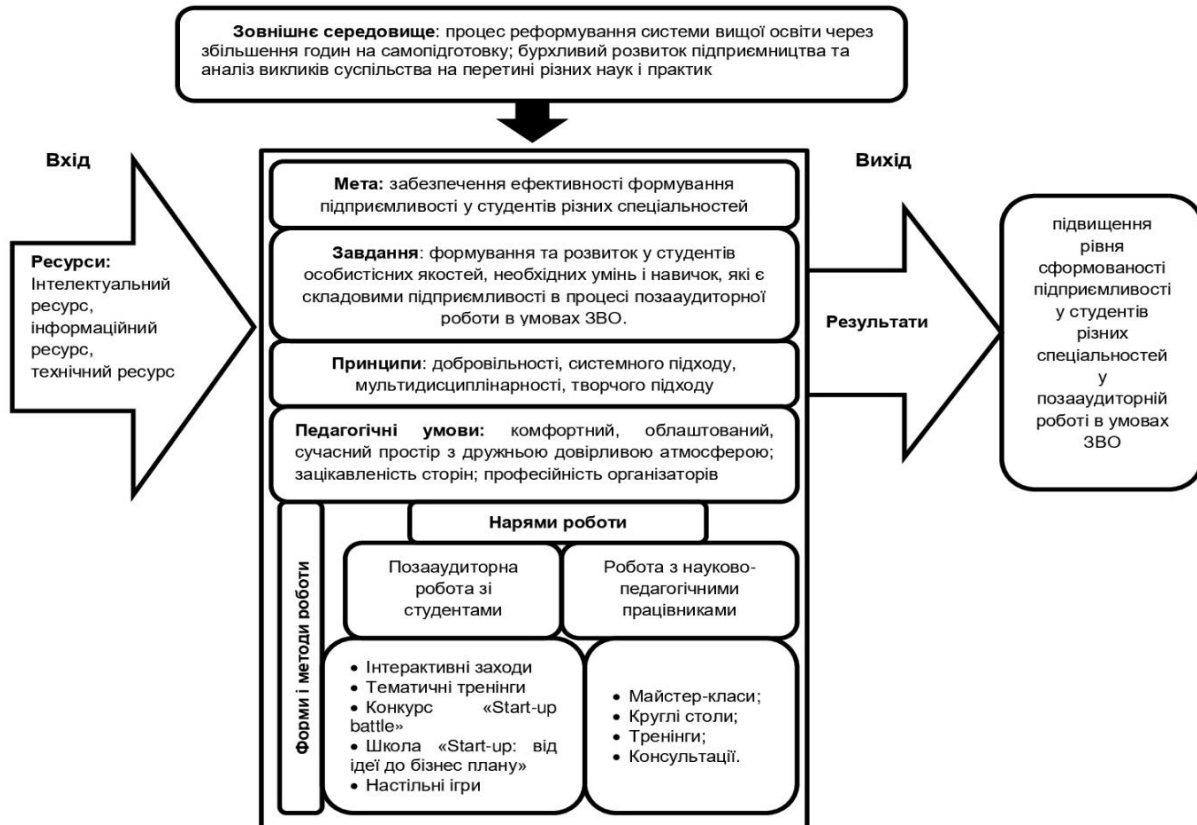 Зовнішнє середовище: процес реформування системи вищої освіти через
збільшення годин на самопідготовку; бурхливий розвиток підприємництва та
аналіз викликів суспільства на перетині різних наук і практик
Вхід
Ресурси:
Інтелектуальний
ресурс,
інформаційний
ресурс,
технічний ресурс
Мета: забезпечення ефективності формування
підприємливості у студентів різних спеціальностей
Завдання: формування та розвиток у студентів
особистісних якостей, необхідних умінь і навичок, які є
складовими підприємливості в процесі позааудиторної
роботи в умовах ЗВО.
Принципи: добровільності, системного підходу,
мультидисциплінарності, творчого підходу
Педагогічні умови: комфортний, облаштований,
сучасний простір з дружньою довірливою атмосферою;
зацікавленість сторін; професійність організаторів
Форми і методи роботи
Нарями роботи
Позааудиторна
робота зі
студентами
Робота з науково-
педагогічними
працівниками
• Інтерактивні заходи
• Тематичні тренінги
• Конкурс «Start-up
battle»
• Школа «Start-up: від
ідеї до бізнес плану»
• Настільні ігри
• Майстер-класи;
• Круглі столи;
• Тренінги;
• Консультації.
Вихід
Результати
підвищення
рівня
сформованості
підприємливості
у студентів
різних
спеціальностей
у
позааудиторній
роботі в умовах
ЗВО